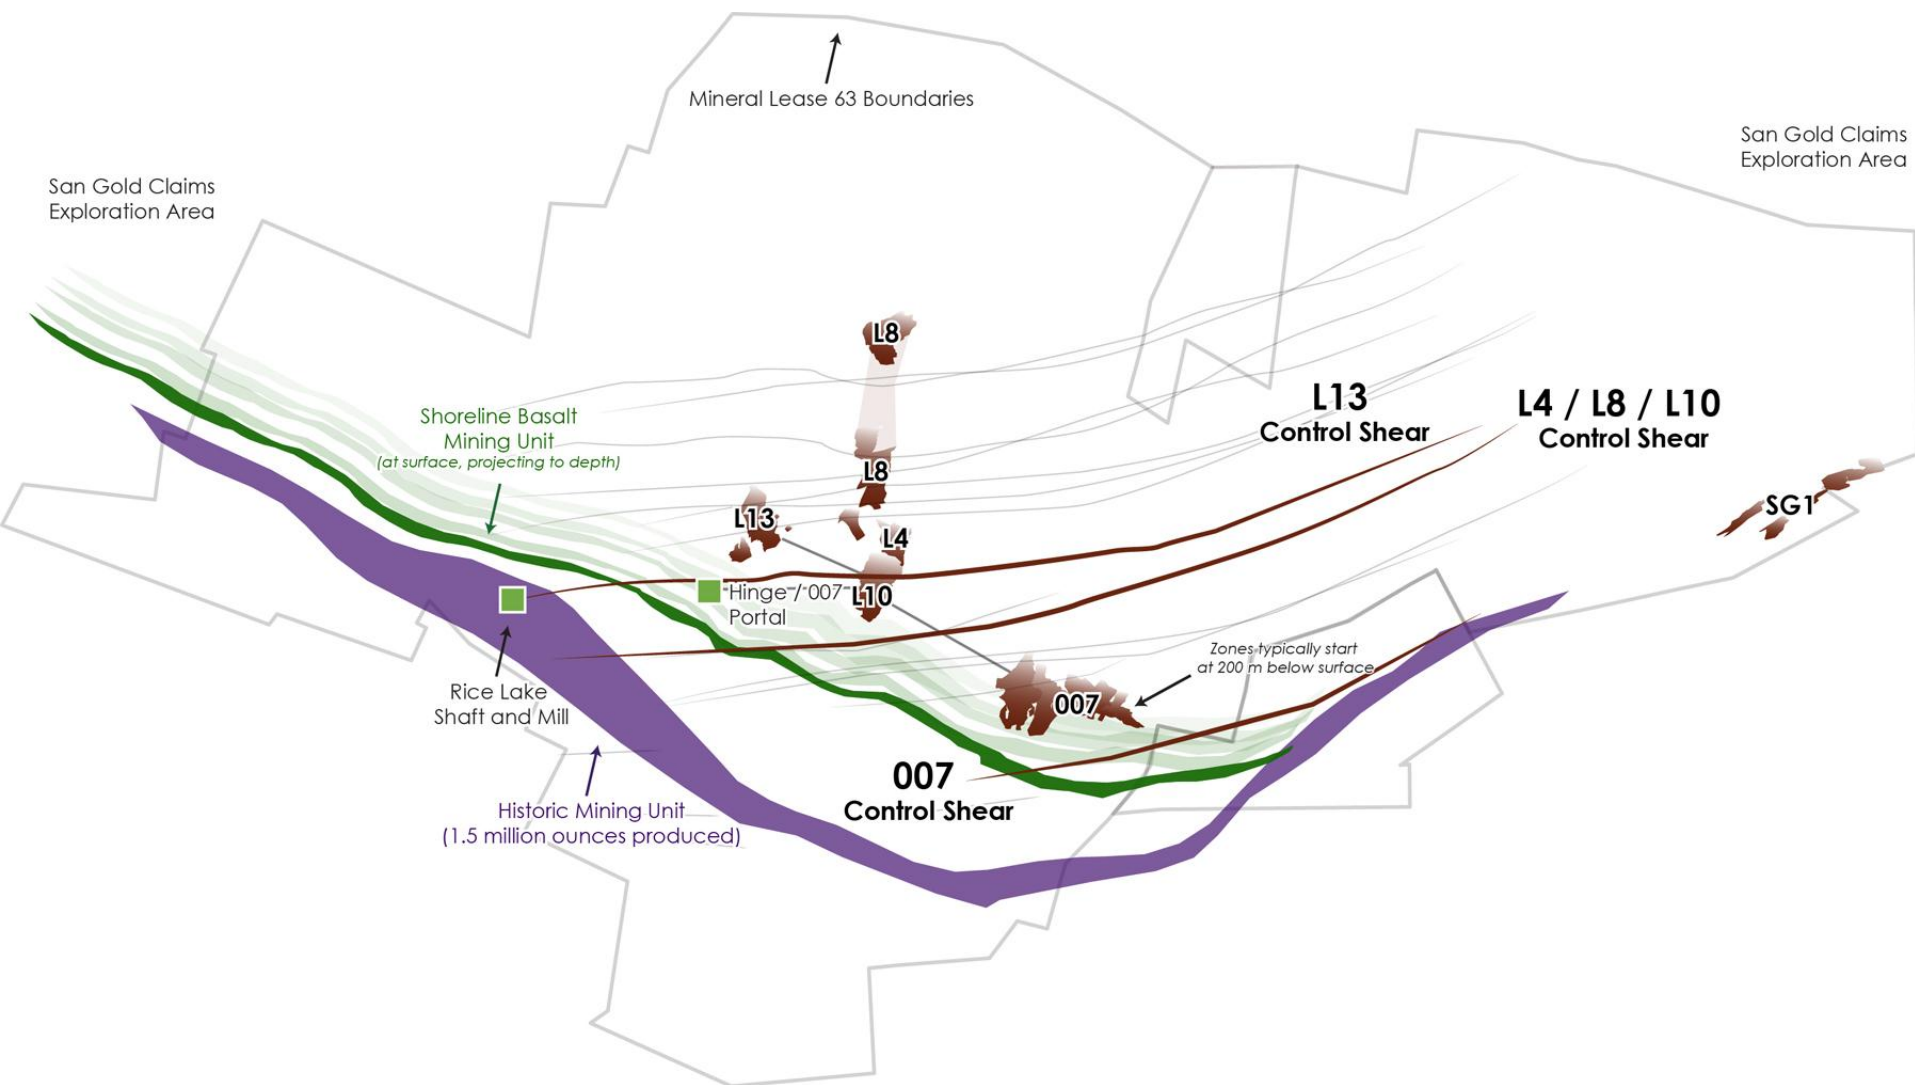 Mineral Lease 63 Boundaries
San Gold Claims
Exploration Area
San Gold Claims
Exploration Area
L8
Shoreline Basalt
Mining Unit
(at surface, projecting to depth)
L13
Control Shear
L4 / L8 / L10
Control Shear
L8
L13
L4
SG1
Hinge / 007
Portal
L10
Zones typically start
at 200 m below surface
Rice Lake
Shaft and Mill
007
007
Control Shear
Historic Mining Unit
(1.5 million ounces produced)